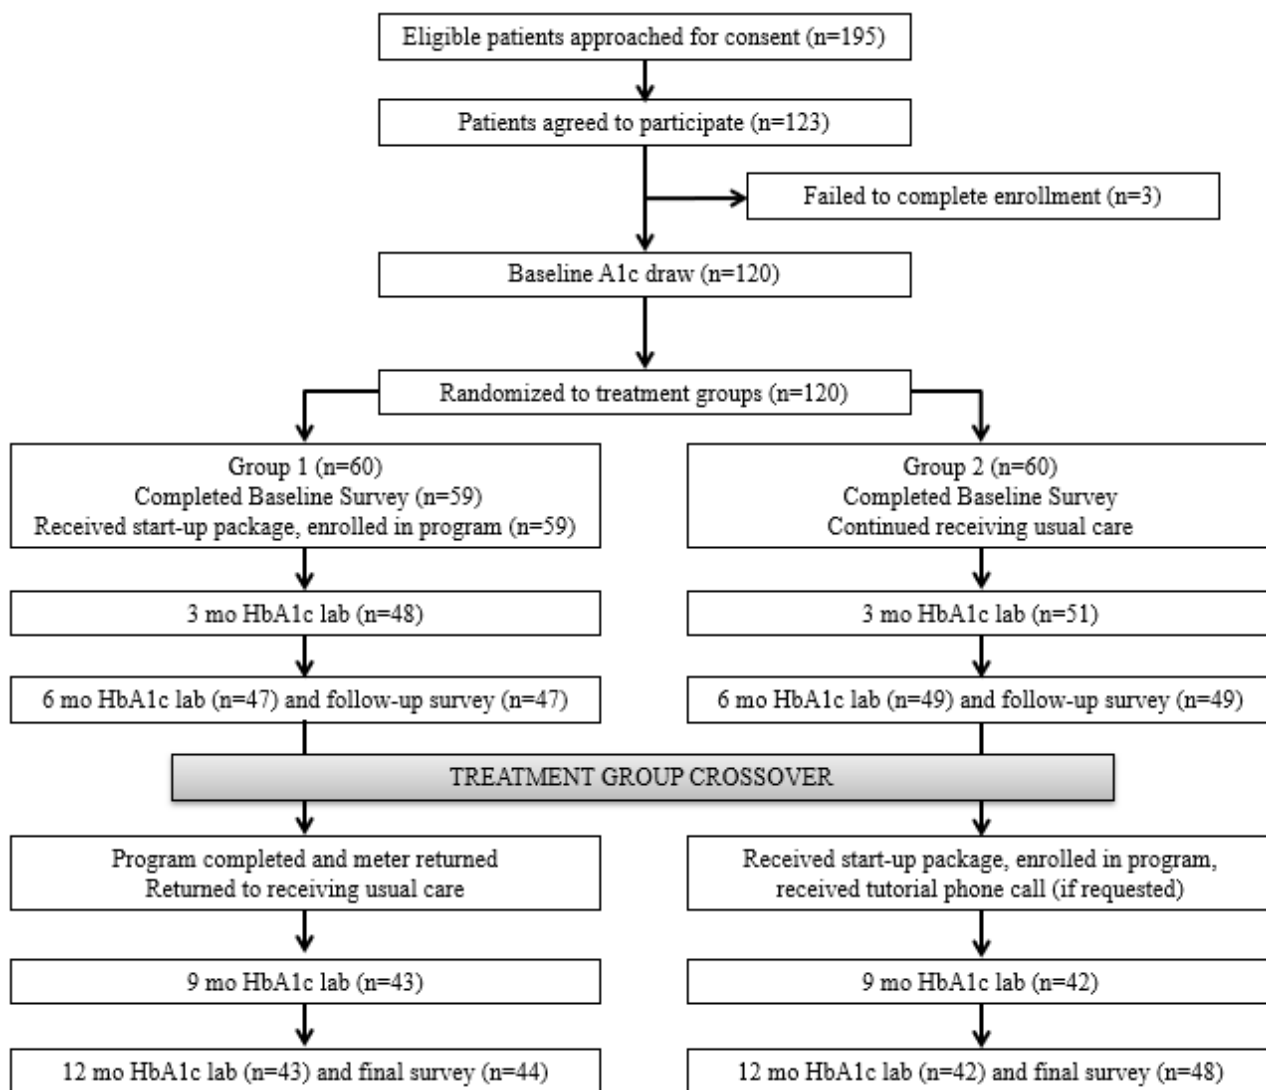 Eligible patients approached for consent (n=195)
Patients agreed to participate (n=123)
Failed to complete enrollment (n=3)
Baseline A1c draw (n=120)
Randomized to treatment groups (n=120)
Group 1 (n=60)
Completed Baseline Survey (n=59)
Received start-up package, enrolled in program (n=59)
Group 2 (n=60)
Completed Baseline Survey
Continued receiving usual care
3 mo HbA1c lab (n=48)
3 mo HbA1c lab (n=51)
6 mo HbA1c lab (n=47) and follow-up survey (n=47)
6 mo HbA1c lab (n=49) and follow-up survey (n=49)
TREATMENT GROUP CROSSOVER
Program completed and meter returned
Returned to receiving usual care
Received start-up package, enrolled in program,
received tutorial phone call (if requested)
9 mo HbA1c lab (n=43)
9 mo HbA1c lab (n=42)
12 mo HbA1c lab (n=43) and final survey (n=44)
12 mo HbA1c lab (n=42) and final survey (n=48)